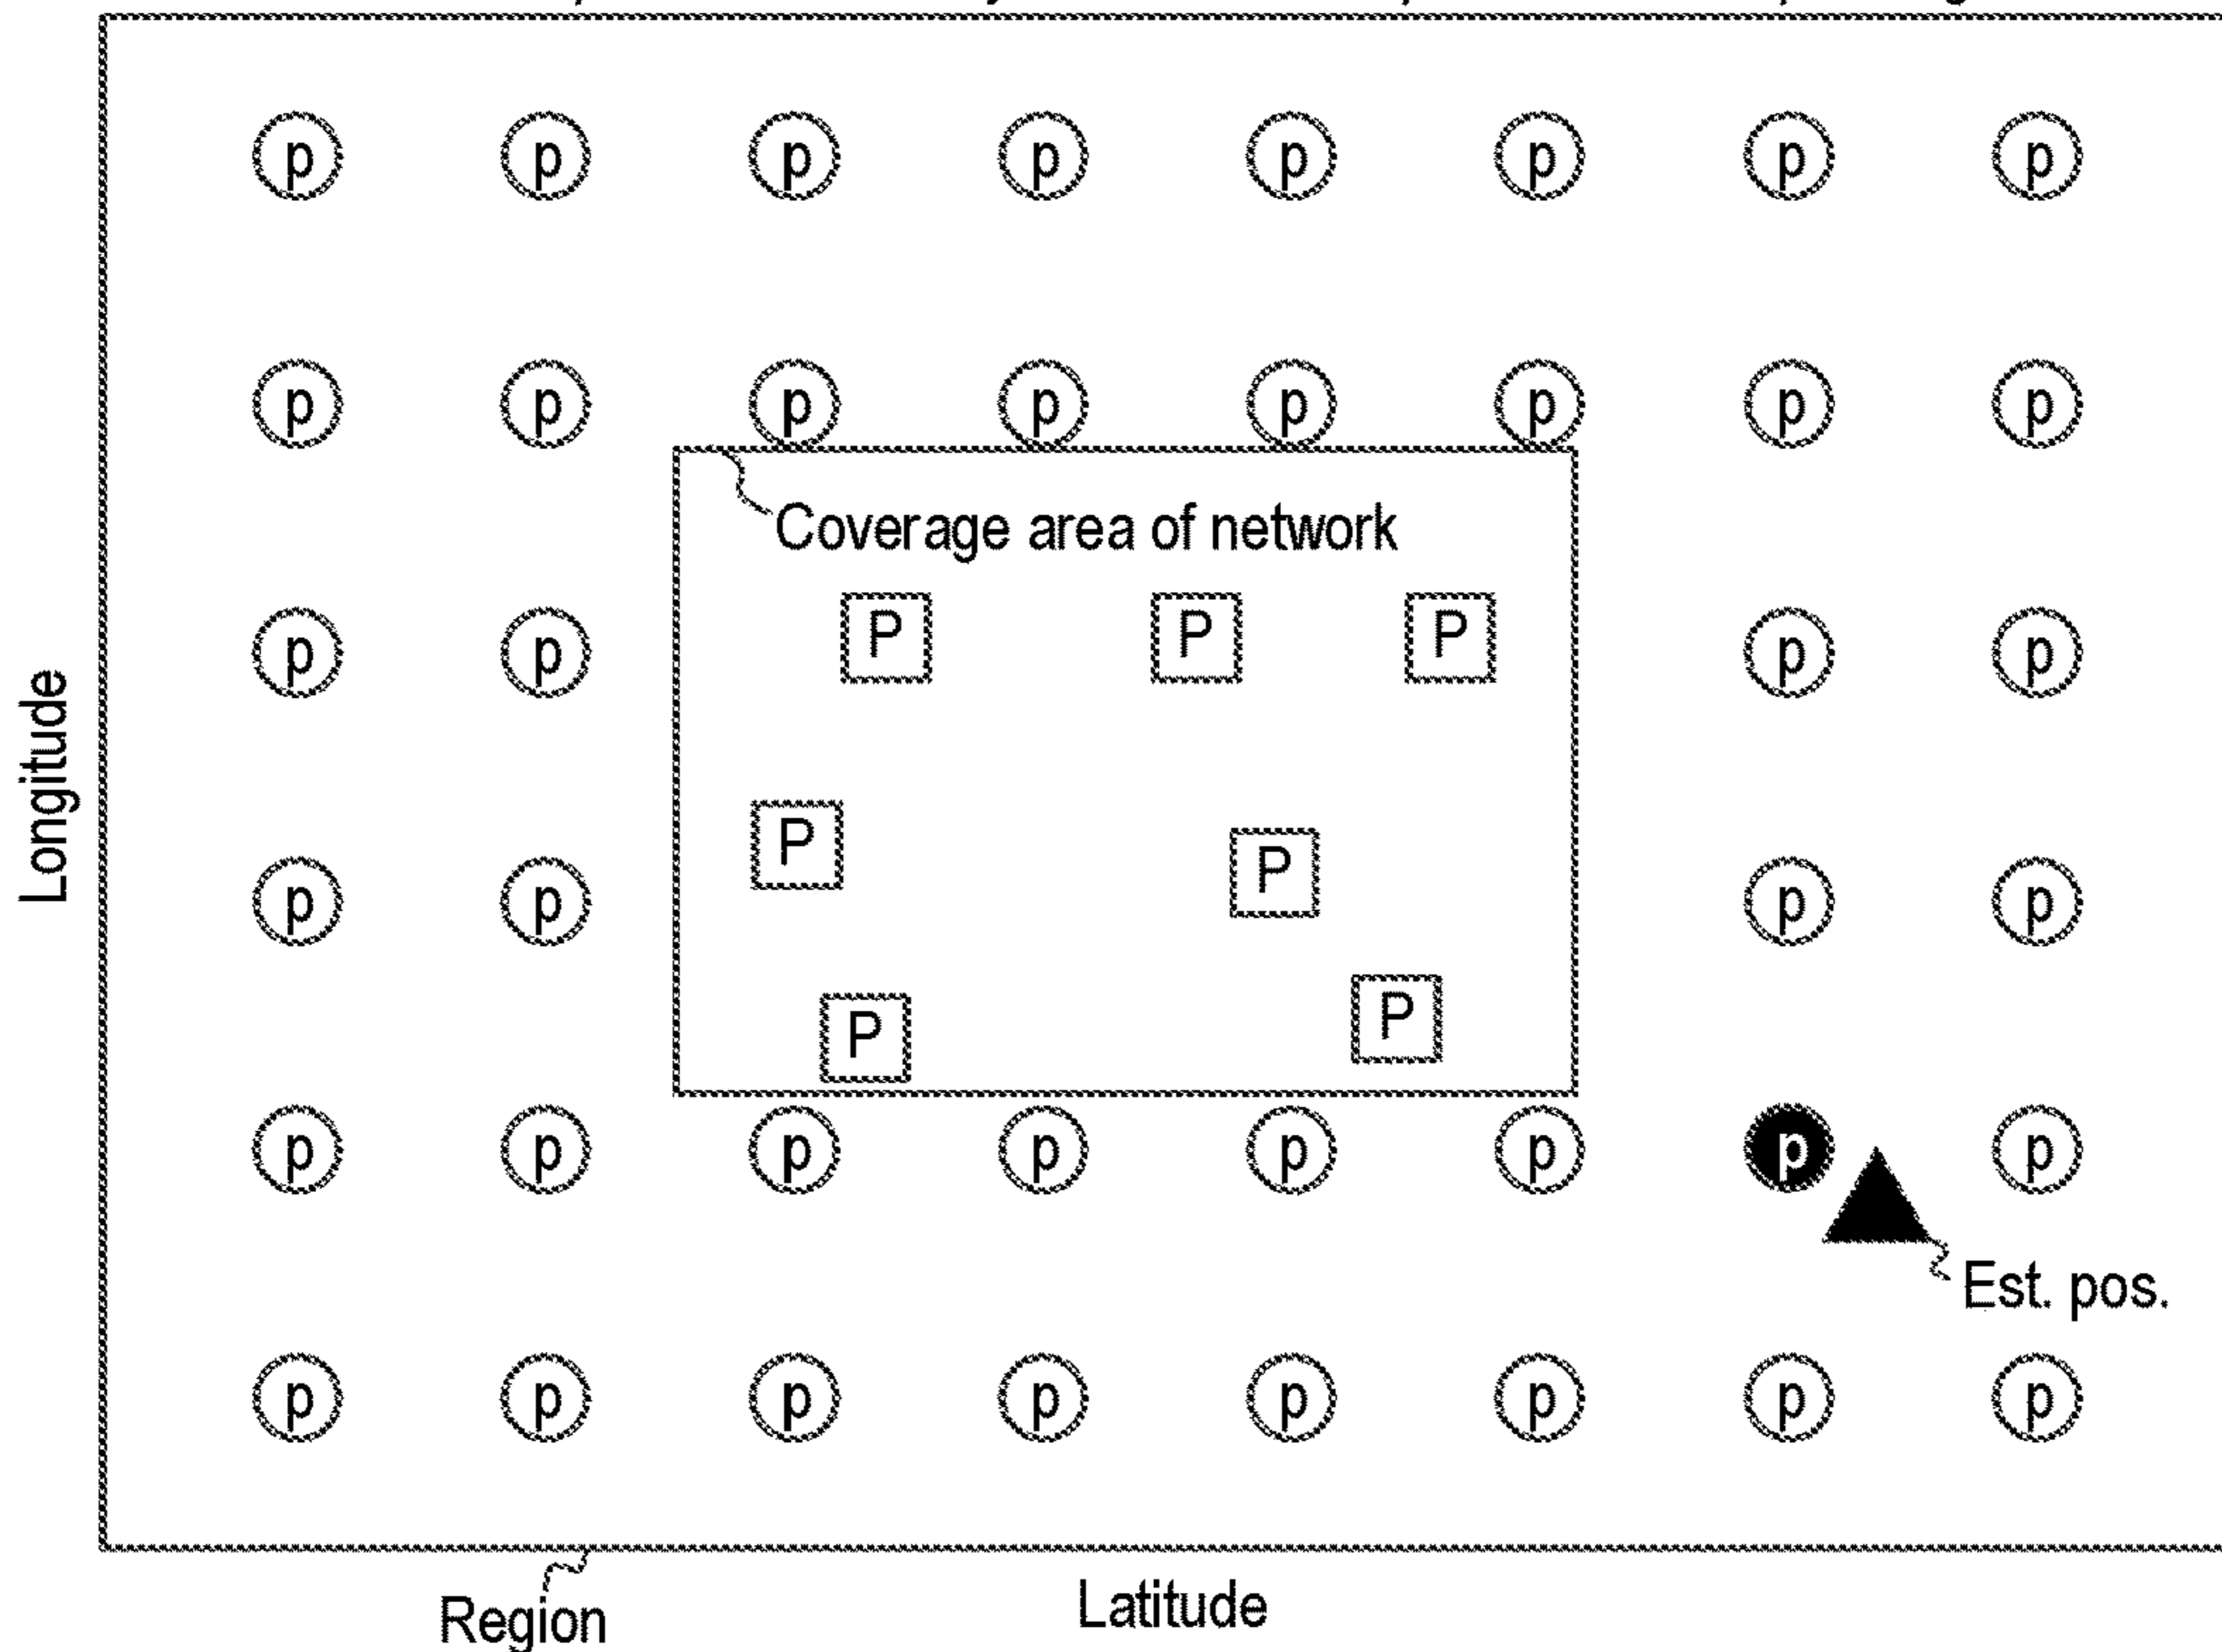 p p p p p p p p
p p p p p p p p
Coverage area of network
p p P P P p p
Longitude
p p P P p p
P P
p p p p p p p p
Est. pos.
p p p p p p p p
Region
Latitude